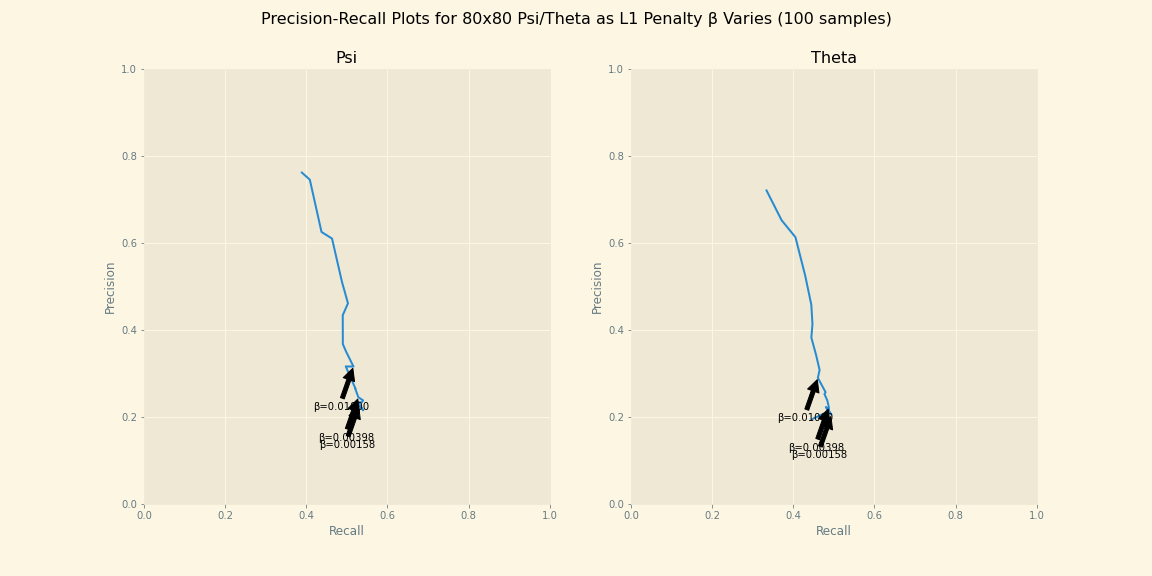 Precision-Recall Plots for 80x80 Psi/Theta as L1 Penalty β Varies (100 samples)
Psi
Theta
1.0
0.8
0.6
0.4
0.2
0.0
Precision
β=0.00398
β=0.00158
0.0 0.2 0.4 0.6 0.8 1.0
Recall
1.0
0.8
0.6
0.4
0.2
0.0
Precision
β=0.00398
β=0.00158
0.0 0.2 0.4 0.6 0.8 1.0
Recall